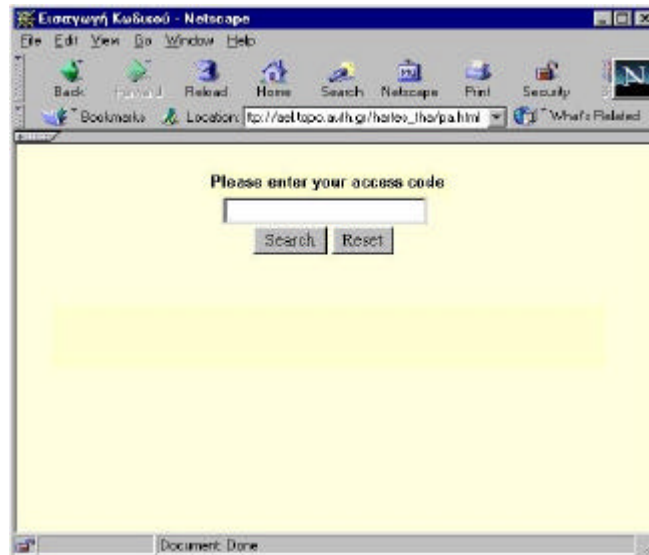 Εισαγωγή Κωδικού - Netscape
File Edit View Go Window Help
Back Forward Reload Home Search Netscape Print Security
Bookmarks Location: What's Related
Please enter your access code
Search Reset
Document: Done